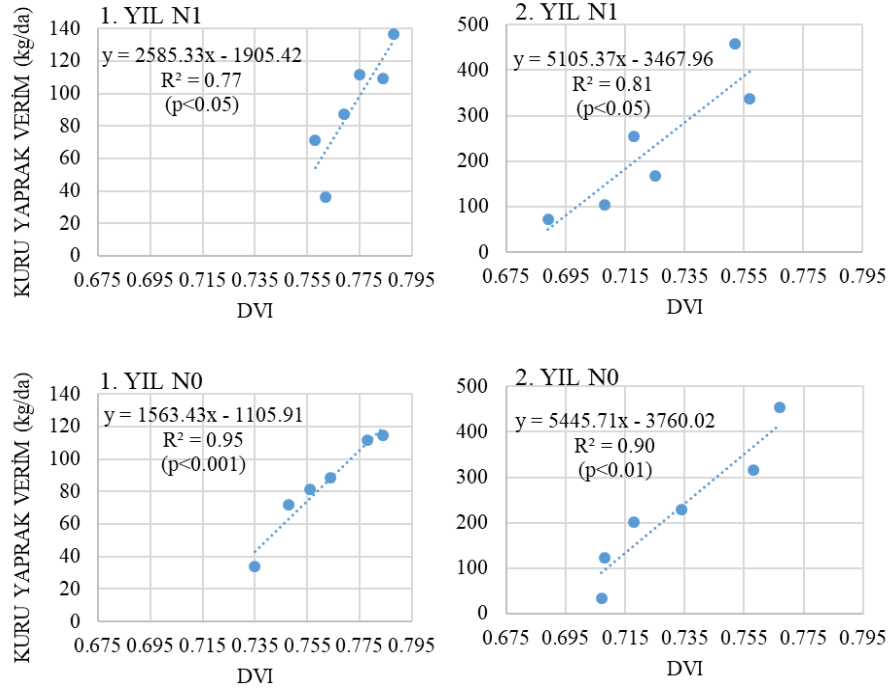 1. YIL N1
y = 2585.33x - 1905.42
R² = 0.77
(p<0.05)
KURU YAPRAK VERİM (kg/da)
140
120
100
80
60
40
20
0
0.675 0.695 0.715 0.735 0.755 0.775 0.795
DVI
2. YIL N1
y = 5105.37x - 3467.96
R² = 0.81
(p<0.05)
500
400
300
200
100
0
0.675 0.695 0.715 0.735 0.755 0.775 0.795
DVI
1. YIL N0
y = 1563.43x - 1105.91
R² = 0.95
(p<0.001)
KURU YAPRAK VERİM (kg/da)
140
120
100
80
60
40
20
0
0.675 0.695 0.715 0.735 0.755 0.775 0.795
DVI
2. YIL N0
y = 5445.71x - 3760.02
R² = 0.90
(p<0.01)
500
400
300
200
100
0
0.675 0.695 0.715 0.735 0.755 0.775 0.795
DVI